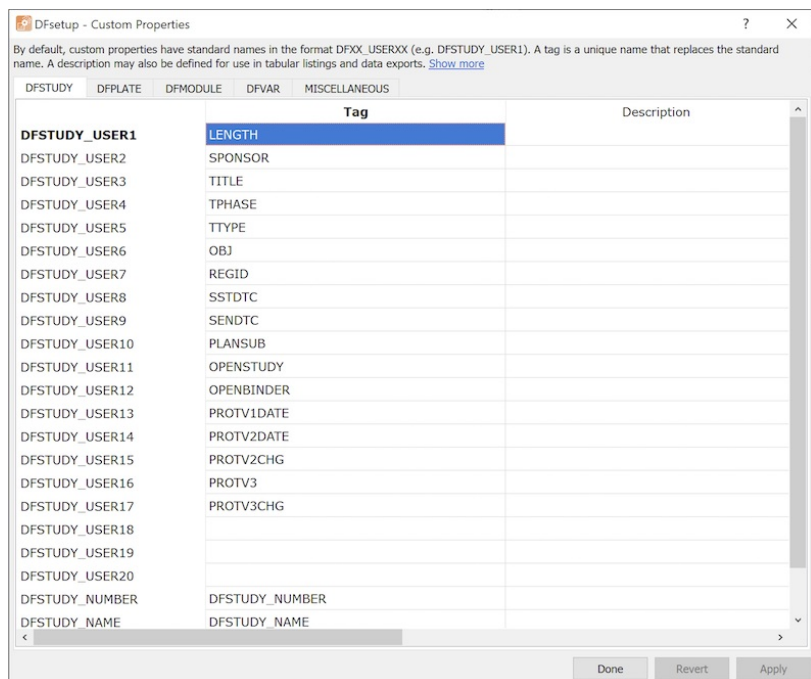 DFsetup - Custom Properties
By default, custom properties have standard names in the format DFXX_USERXX (e.g. DFSTUDY_USER1). A tag is a unique name that replaces the standard
name. A description may also be defined for use in tabular listings and data exports. Show more
DFSTUDY DFPLATE DFMODULE DFVAR MISCELLANEOUS
Tag Description
DFSTUDY_USER1 LENGTH
DFSTUDY_USER2 SPONSOR
DFSTUDY_USER3 TITLE
DFSTUDY_USER4 TPHASE
DFSTUDY_USER5 TTYPE
DFSTUDY_USER6 OBJ
DFSTUDY_USER7 REGID
DFSTUDY_USER8 SSTDTC
DFSTUDY_USER9 SENDTC
DFSTUDY_USER10 PLANSUB
DFSTUDY_USER11 OPENSTUDY
DFSTUDY_USER12 OPENBINDER
DFSTUDY_USER13 PROTV1DATE
DFSTUDY_USER14 PROTV2DATE
DFSTUDY_USER15 PROTV2CHG
DFSTUDY_USER16 PROTV3
DFSTUDY_USER17 PROTV3CHG
DFSTUDY_USER18
DFSTUDY_USER19
DFSTUDY_USER20
DFSTUDY_NUMBER DFSTUDY_NUMBER
DFSTUDY_NAME DFSTUDY_NAME
Done Revert Apply